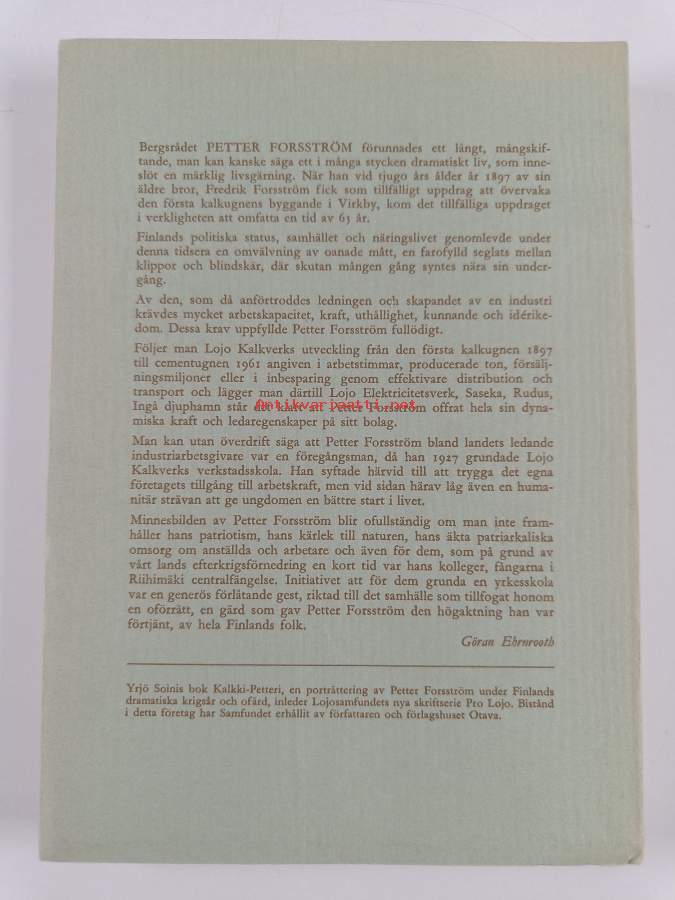 Bergsrådet PETTER FORSSTRÖM förunnades ett långt, mångskif-
tande, man kan kanske säga ett i många stycken dramatiskt liv, som inne-
slöt en märklig livsgärning. När han vid tjugo års ålder år 1897 av sin
äldre bror, Fredrik Forsström fick som tillfälligt uppdrag att övervaka
den första kalkugnens byggande i Virkby, kom det tillfälliga uppdraget
i verkligheten att omfatta en tid av 63 år.
Finlands politiska status, samhället och näringslivet genomlevde under
denna tidsera en omvälvning av oanade mått, en farofylld seglats mellan
klippor och blindskär, där skutan mången gång syntes nära sin under-
gång.
Av den, som då anförtroddes ledningen och skapandet av en industri
krävdes mycket arbetskapacitet, kraft, uthållighet, kunnande och idérike-
dom. Dessa krav uppfyllde Petter Forsström fullödigt.
Följer man Lojo Kalkverks utveckling från den första kalkugnen 1897
till cementugnen 1961 angiven i arbetstimmar, producerade ton, försälj-
ningsmiljoner eller i inbesparing genom effektivare distribution och
transport och lägger man därtill Lojo Elektricitetsverk, Saseka, Rudus,
Ingå djuphamn står det klart att Petter Forsström offrat hela sin dyna-
antikvariaatti.net
miska kraft och ledaregenskaper på sitt bolag.
Man kan utan överdrift säga att Petter Forsström bland landets ledande
industriarbetsgivare var en föregångsman, då han 1927 grundade Lojo
Kalkverks verkstadsskola. Han syftade härvid till att trygga det egna
företagets tillgång till arbetskraft, men vid sidan härav låg även en huma-
nitär strävan att ge ungdomen en bättre start i livet.
Minnesbilden av Petter Forsström blir ofullständig om man inte fram-
håller hans patriotism, hans kärlek till naturen, hans äkta patriarkaliska
omsorg om anställda och arbetare och även för dem, som på grund av
vårt lands efterkrigsförnedring en kort tid var hans kolleger, fångarna i
Riihimäki centralfängelse. Initiativet att för dem grunda en yrkesskola
var en generös förlåtande gest, riktad till det samhälle som tillfogat honom
en oförrätt, en gärd som gav Petter Forsström den högaktning han var
förtjänt, av hela Finlands folk.
Göran Ehrnrooth
Yrjö Soinis bok Kalkki-Petteri, en porträttering av Petter Forsström under Finlands
dramatiska krigsår och ofärd, inleder Lojosamfundets nya skriftserie Pro Lojo. Bistånd
i detta företag har Samfundet erhållit av författaren och förlagshuset Otava.